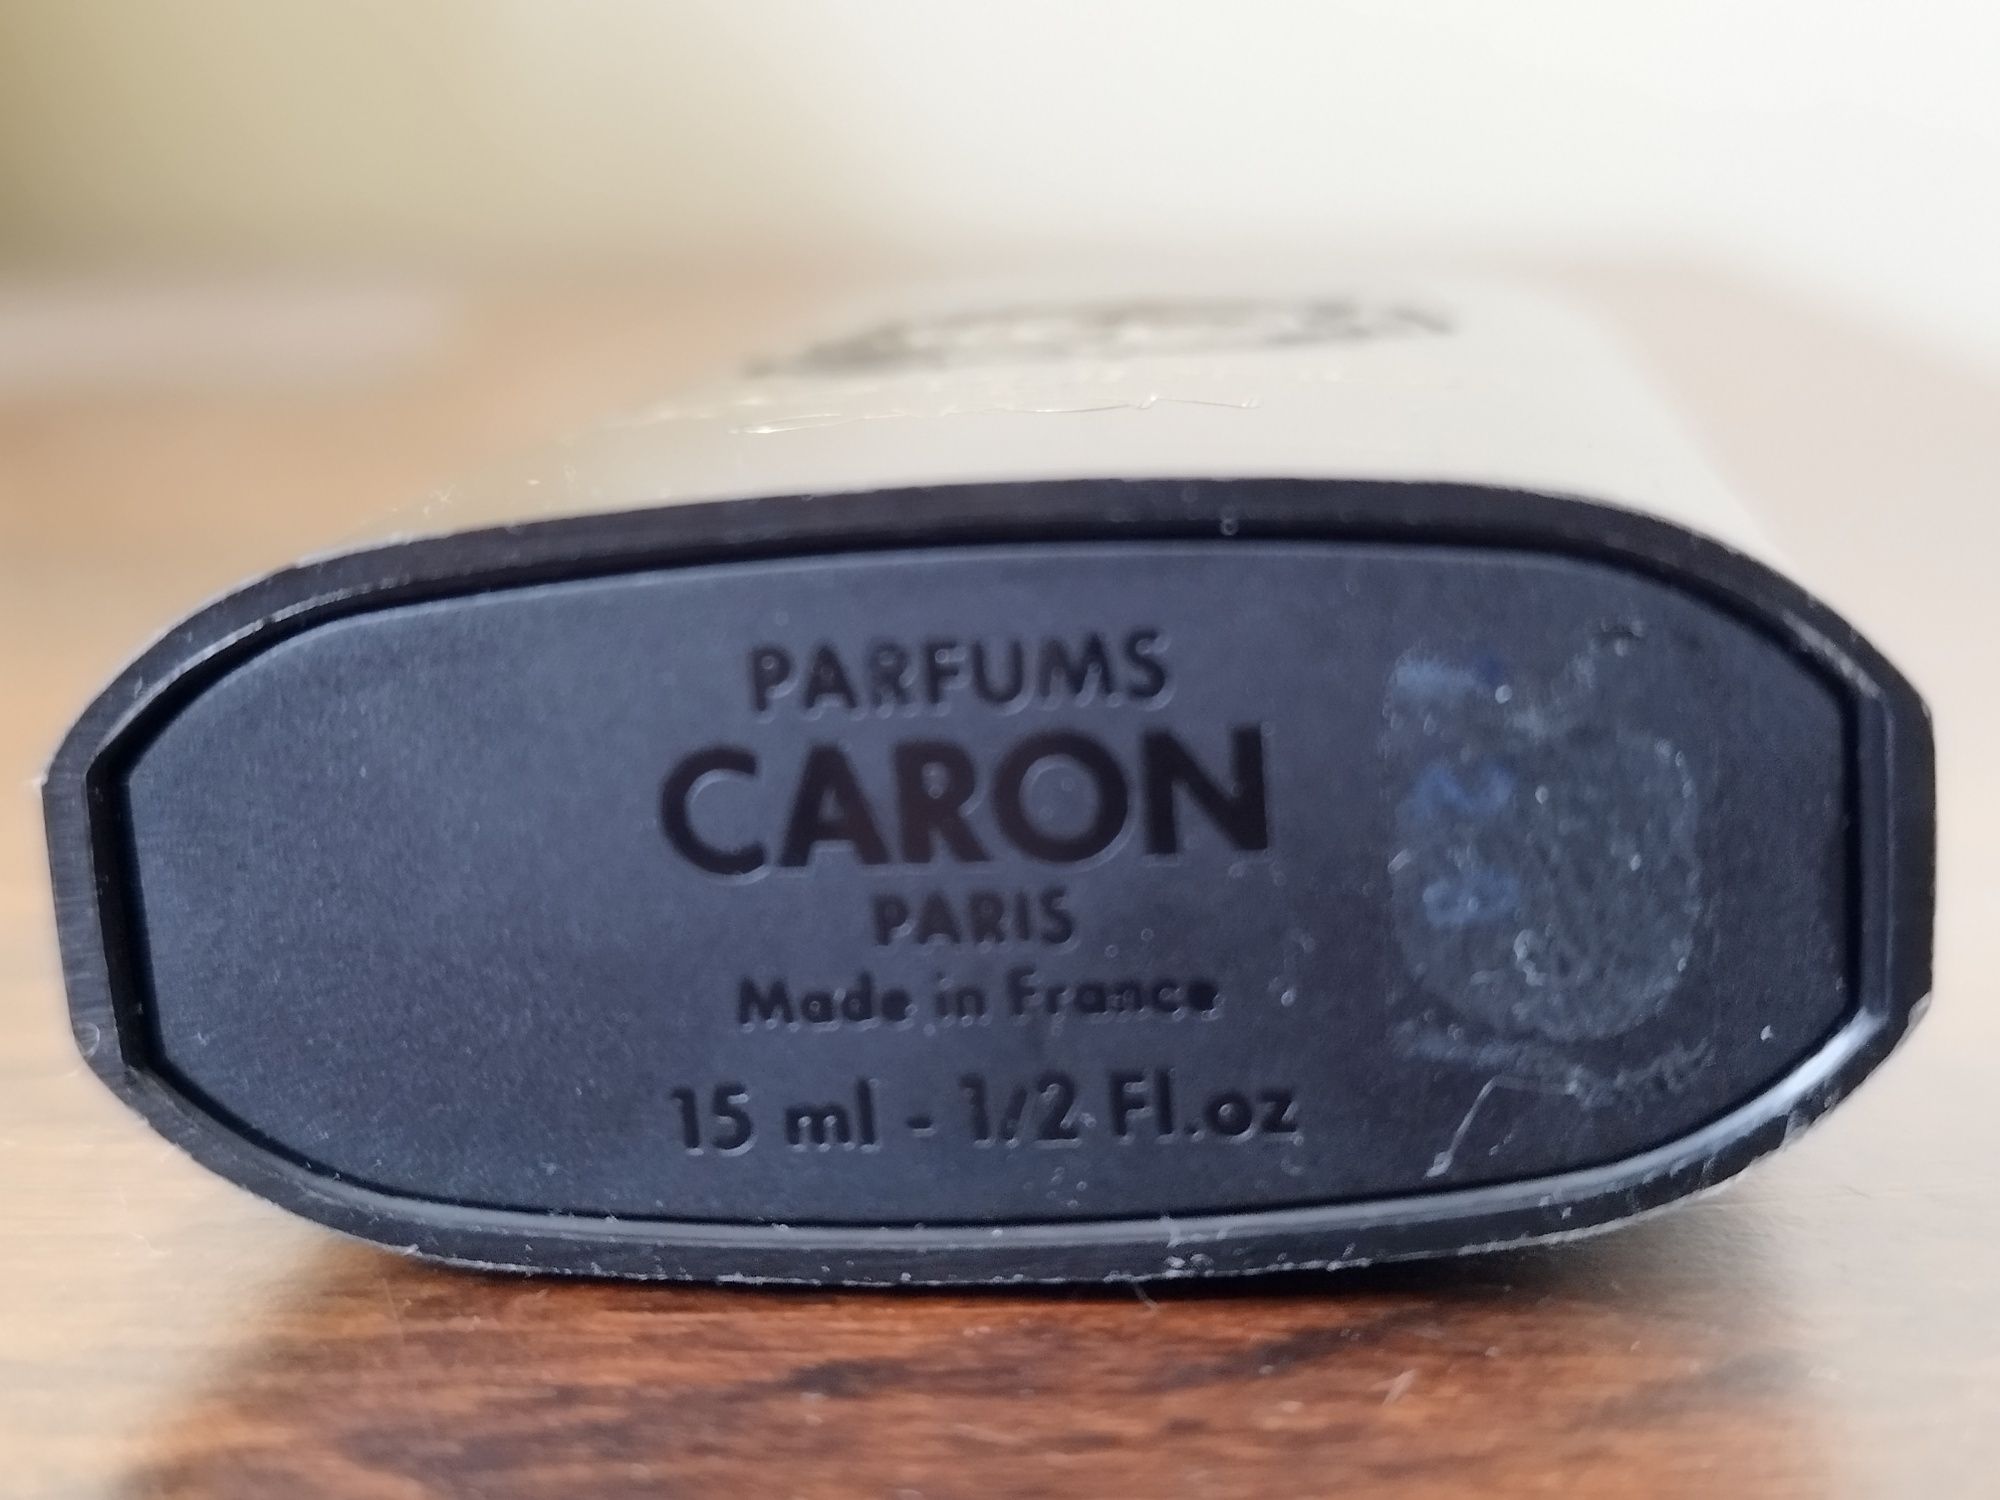 PARFUMS
CARON
PARIS
Made in France
15 ml - 1/2 Fl.oz